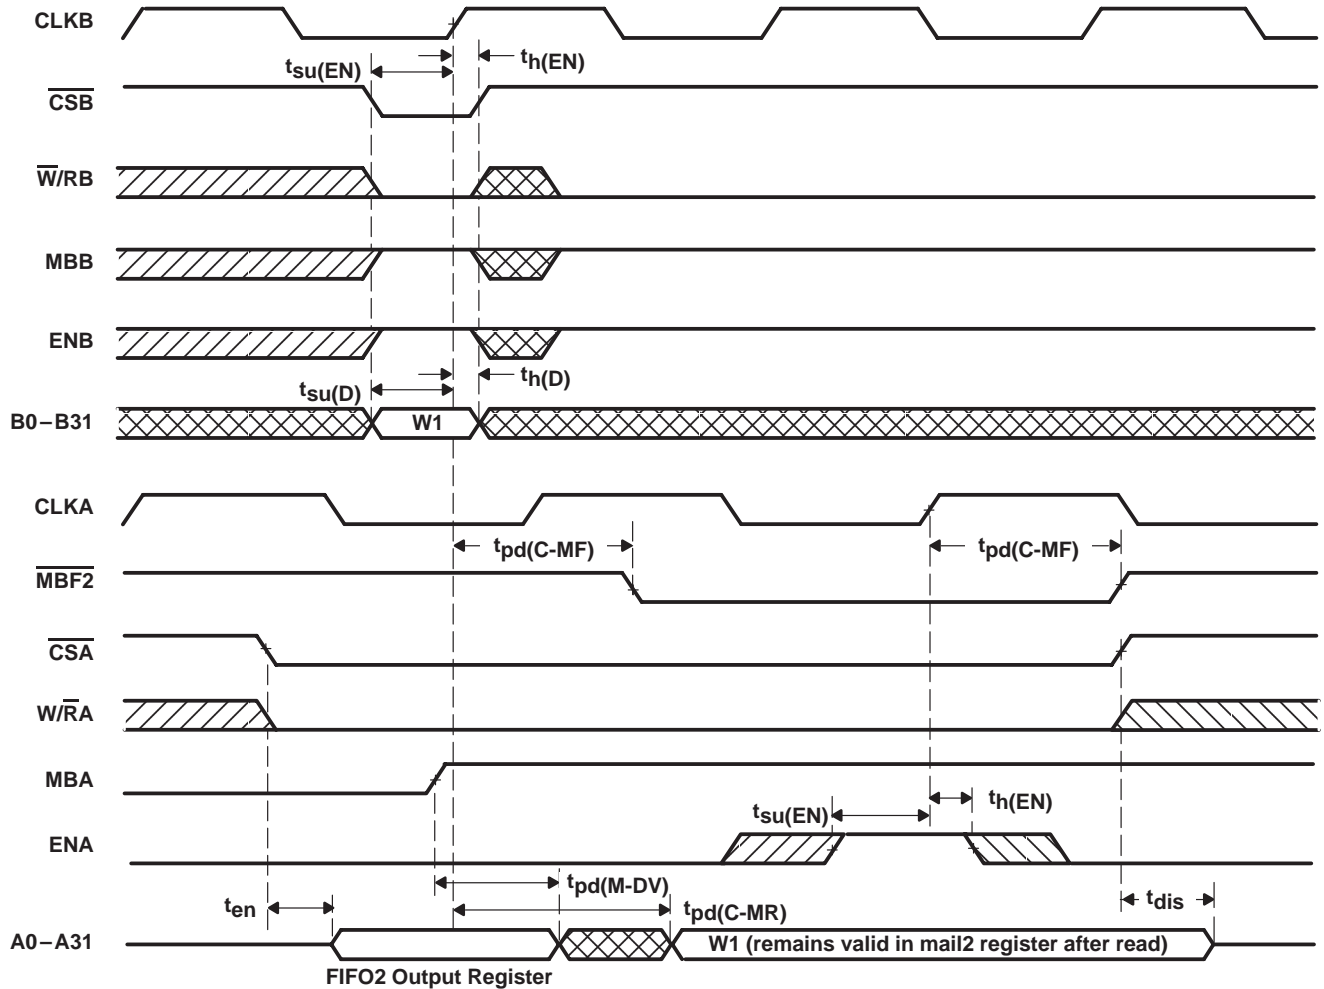 CLKB
tsu(EN)
th(EN)
CSB
W/RB
MBB
ENB
tsu(D)
th(D)
B0–B31
W1
CLKA
tpd(C-MF)
tpd(C-MF)
MBF2
CSA
W/RA
MBA
tsu(EN)
th(EN)
ENA
ten
tpd(M-DV)
tpd(C-MR)
tdis
A0–A31
W1 (remains valid in mail2 register after read)
FIFO2 Output Register